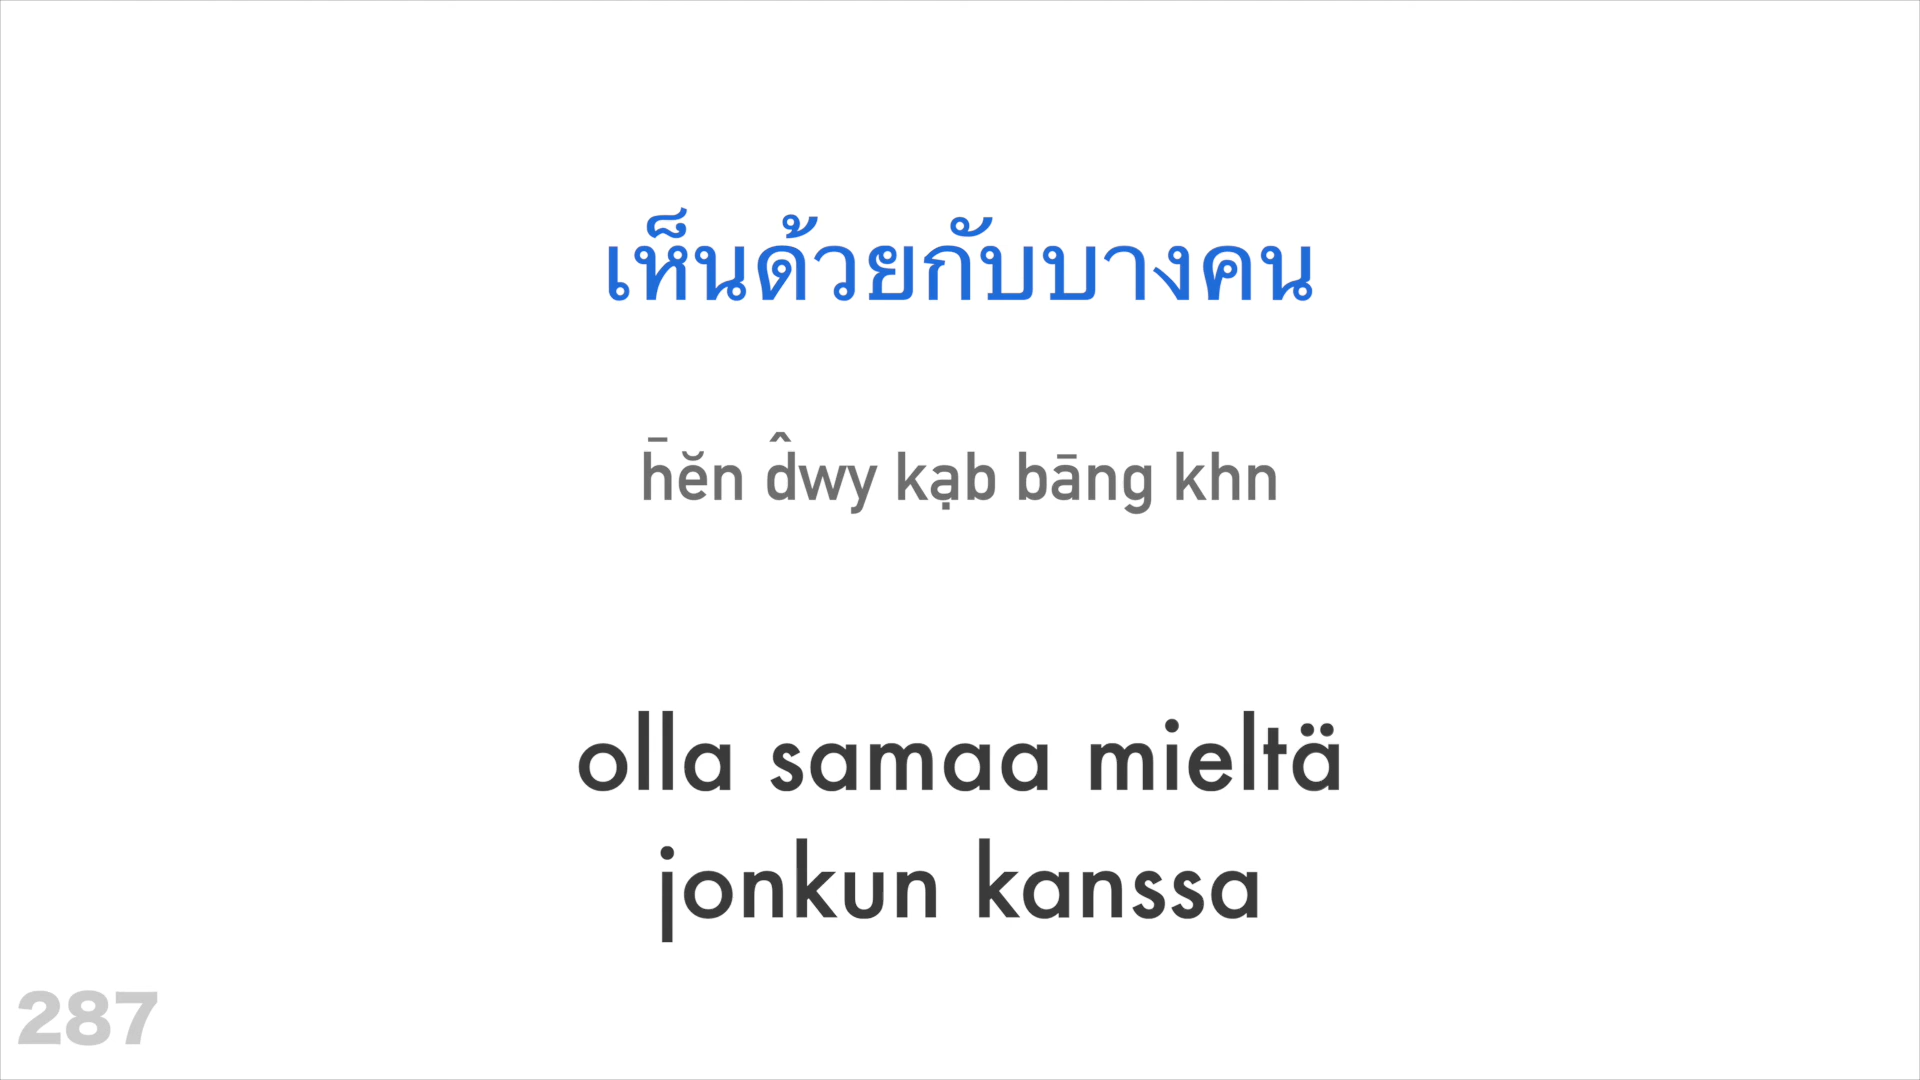 เห็นด้วยกับบางคน
h̄ĕn d̂wy kạb bāng khn
olla samaa mieltä
jonkun kanssa
287